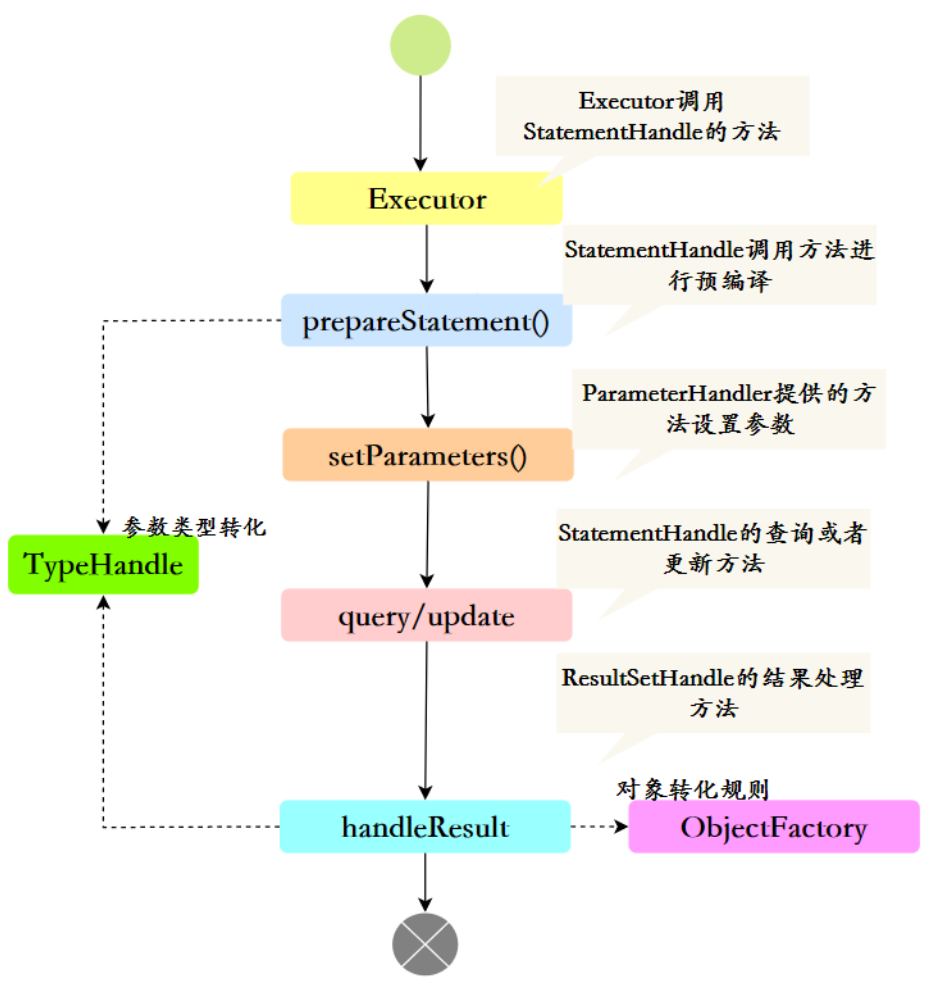 Executor调用
StatementHandle的方法
Executor
StatementHandle调用方法进
行预编译
prepareStatement()
ParameterHandler提供的方
法设置参数
setParameters()
参数类型转化
TypeHandle
StatementHandle的查询或者
更新方法
query/update
ResultSetHandle的结果处理
方法
对象转化规则
handleResult
ObjectFactory